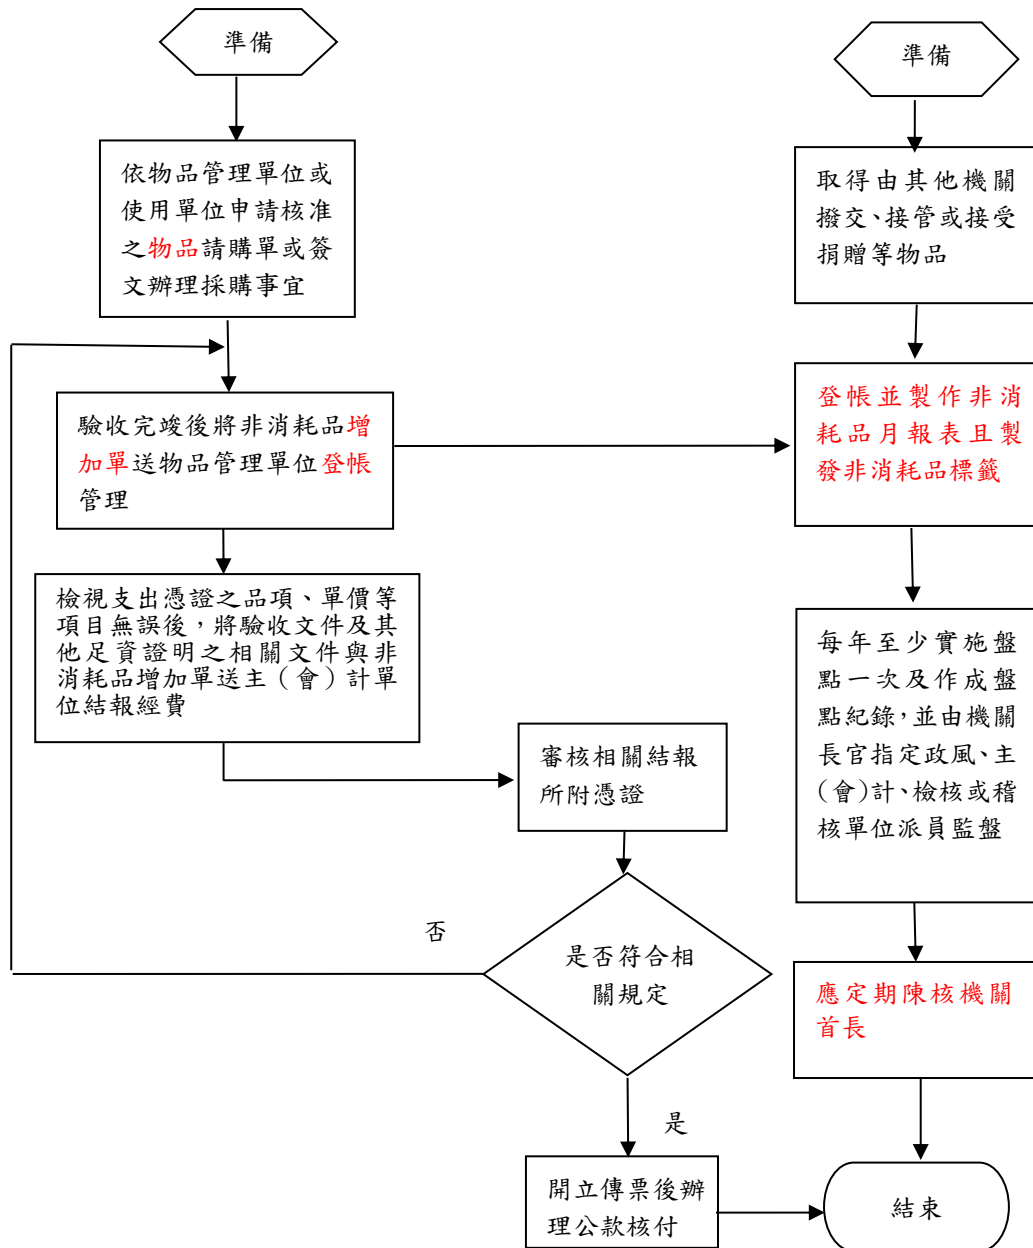 準備
依物品管理單位或
使用單位申請核准
之物品請購單或簽
文辦理採購事宜
驗收完竣後將非消耗品增
加單送物品管理單位登帳
管理
檢視支出憑證之品項、單價等
項目無誤後，將驗收文件及其
他足資證明之相關文件與非
消耗品增加單送主（會）計單
位結報經費
審核相關結報
所附憑證
否
是否符合相
關規定
是
開立傳票後辦
理公款核付
準備
取得由其他機關
撥交、接管或接受
捐贈等物品
登帳並製作非消
耗品月報表且製
發非消耗品標籤
每年至少實施盤
點一次及作成盤
點紀錄，並由機關
長官指定政風、主
（會）計、檢核或稽
核單位派員監盤
應定期陳核機關
首長
結束